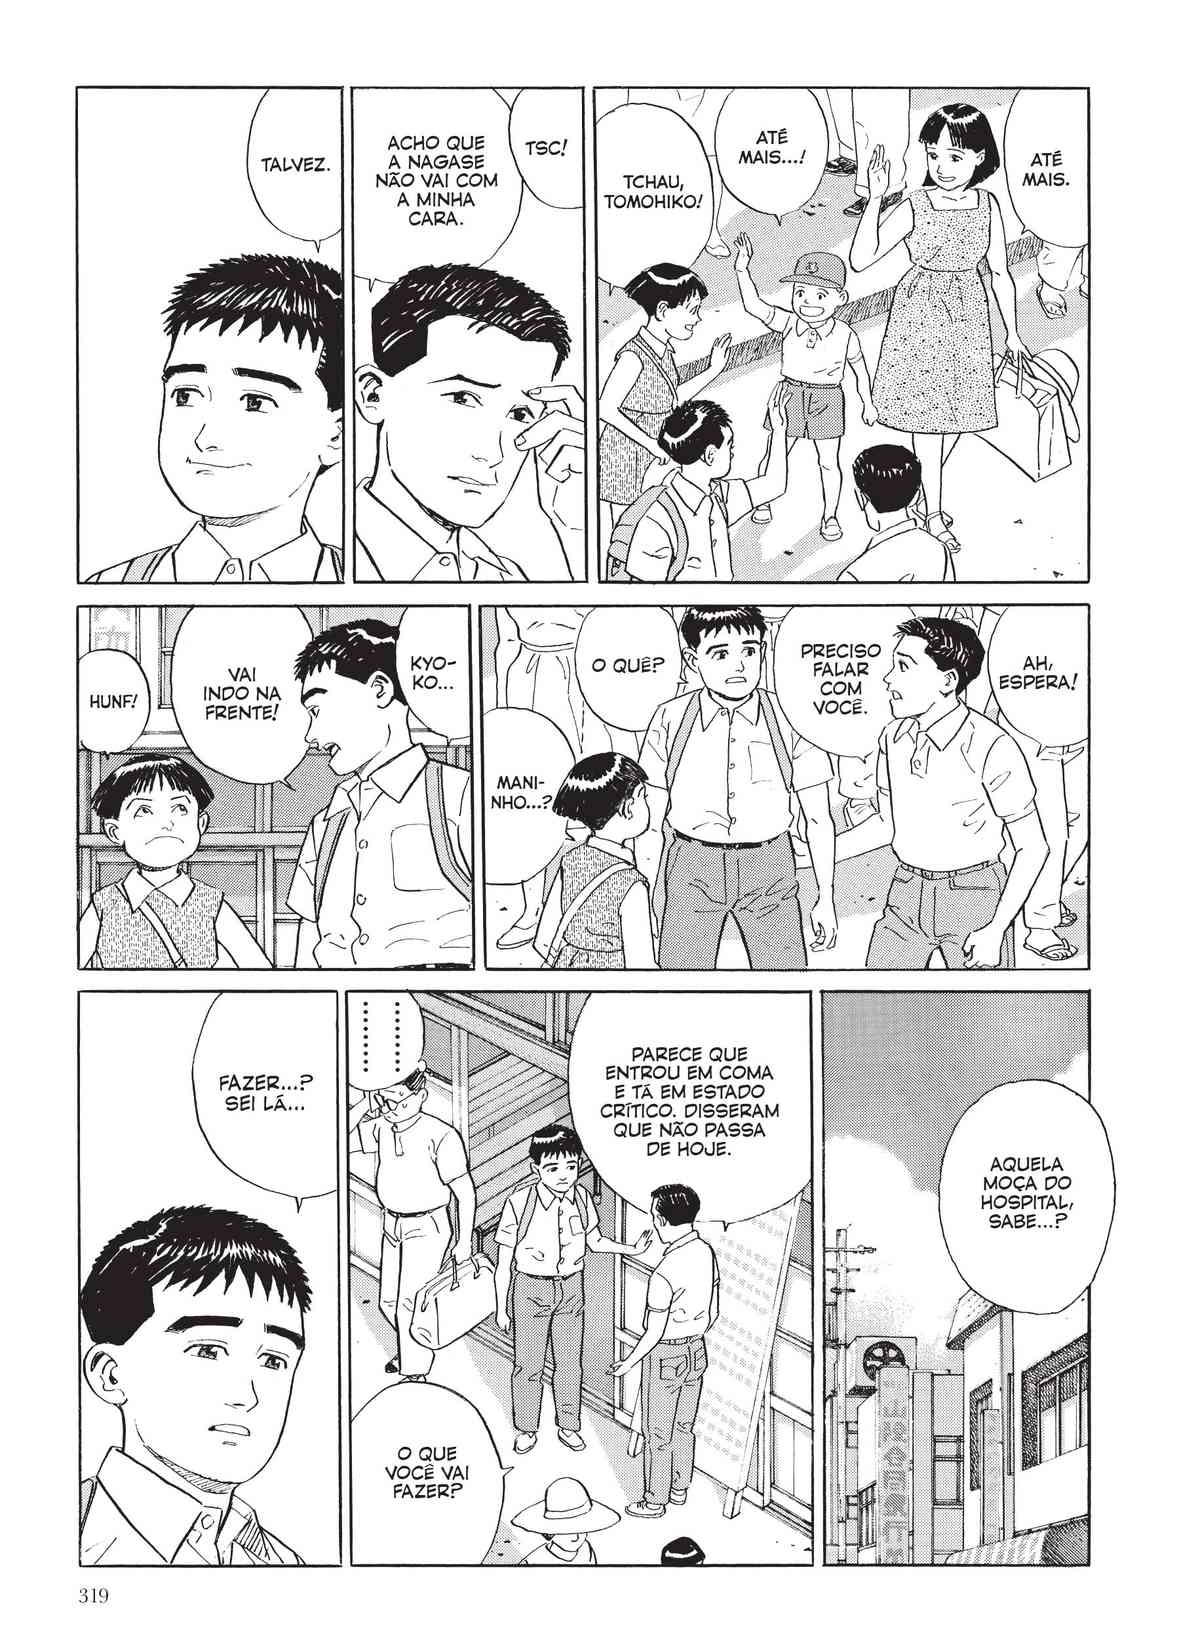 ATÉ
MAIS.
ATÉ
MAIS...!
TCHAU,
TOMOHIKO!
TSC!
ACHO QUE
A NAGASE
NÃO VAI COM
A MINHA
CARA.
TALVEZ.
AH,
ESPERA!
PRECISO
FALAR
COM
VOCÊ.
O QUÊ?
MANI-
NHO...?
KYO-
KO...
VAI
INDO NA
FRENTE!
HUNF!
AQUELA
MOÇA DO
HOSPITAL,
SABE...?
PARECE QUE
ENTROU EM COMA
E TÁ EM ESTADO
CRÍTICO. DISSERAM
QUE NÃO PASSA
DE HOJE.
O QUE
VOCÊ VAI
FAZER?
FAZER...?
SEI LÁ...
319